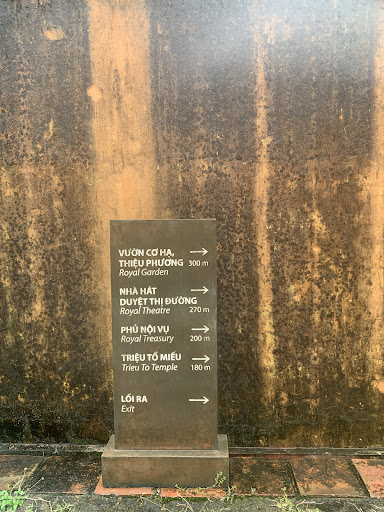 VƯỜN CƠ HẠ, →
THIỆU PHƯƠNG 300 m
Royal Garden
NHÀ HÁT →
DUYỆT THỊ ĐƯỜNG
Royal Theatre 270 m
PHỦ NỘI VỤ →
Royal Treasury 200 m
TRIỆU TỔ MIẾU →
Trieu To Temple 180 m
LỐI RA →
Exit